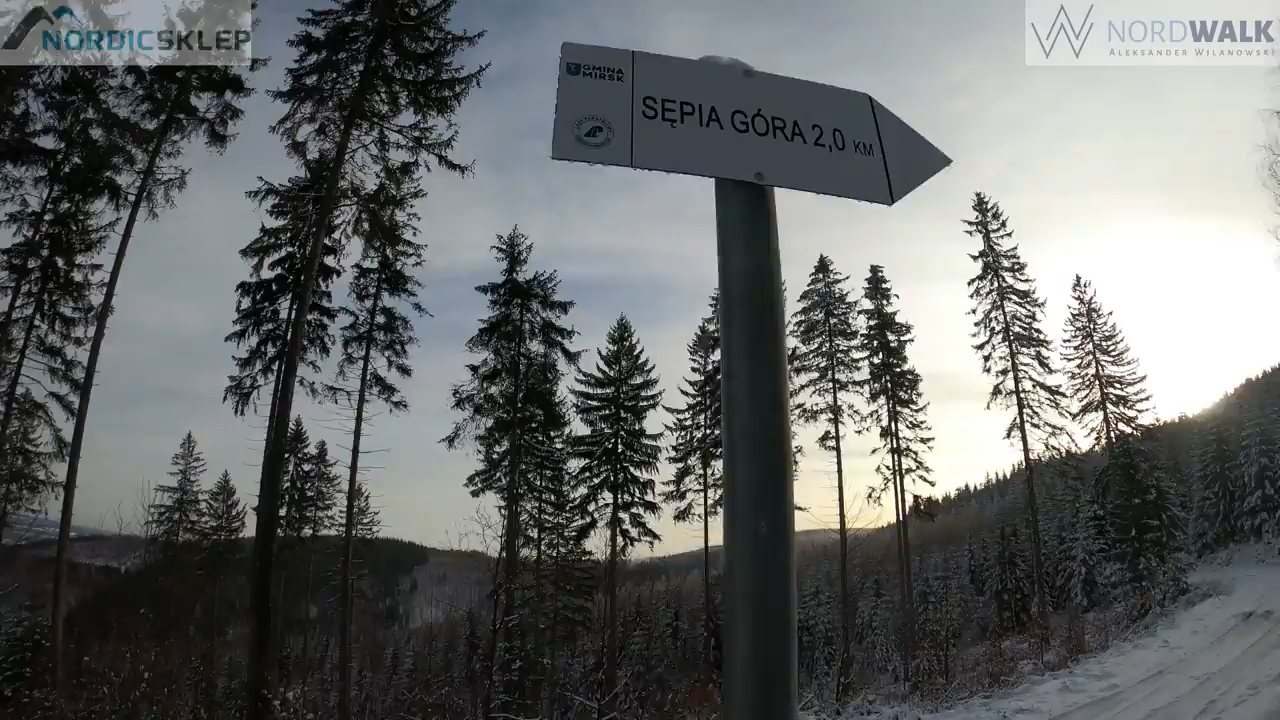 NORDICSKLEP
NORDWALK
ALEKSANDER WILANOWSKI
GMINA
MIRSK
SĘPIA GÓRA 2,0 KM